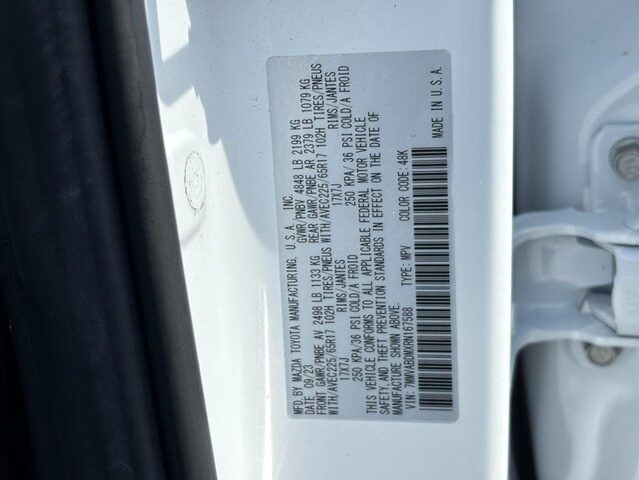 MFD. BY MAZDA TOYOTA MANUFACTURING, U.S.A., INC.
DATE 09/23 GWR/PNBV 4848 LB 2199 KG
FRONT GAWR/PNBE AV 2498 LB 1133 KG REAR GAWR/PNBE AR 2379 LB 1079 KG
WITH/AVEC225/65R17 102H TIRES/PNEUS WITH/AVEC225/65R17 102H TIRES/PNEUS
17X7J RIMS/JANTES 17X7J RIMS/JANTES
250 KPA/36 PSI COLD/A FROID 250 KPA/ 36 PSI COLD/A FROID
THIS VEHICLE CONFORMS TO ALL APPLICABLE FEDERAL MOTOR VEHICLE
SAFETY, AND THEFT PREVENTION STANDARDS IN EFFECT ON THE DATE OF
MANUFACTURE SHOWN ABOVE.
TYPE: MPV COLOR CODE: 48K MADE IN U.S.A.